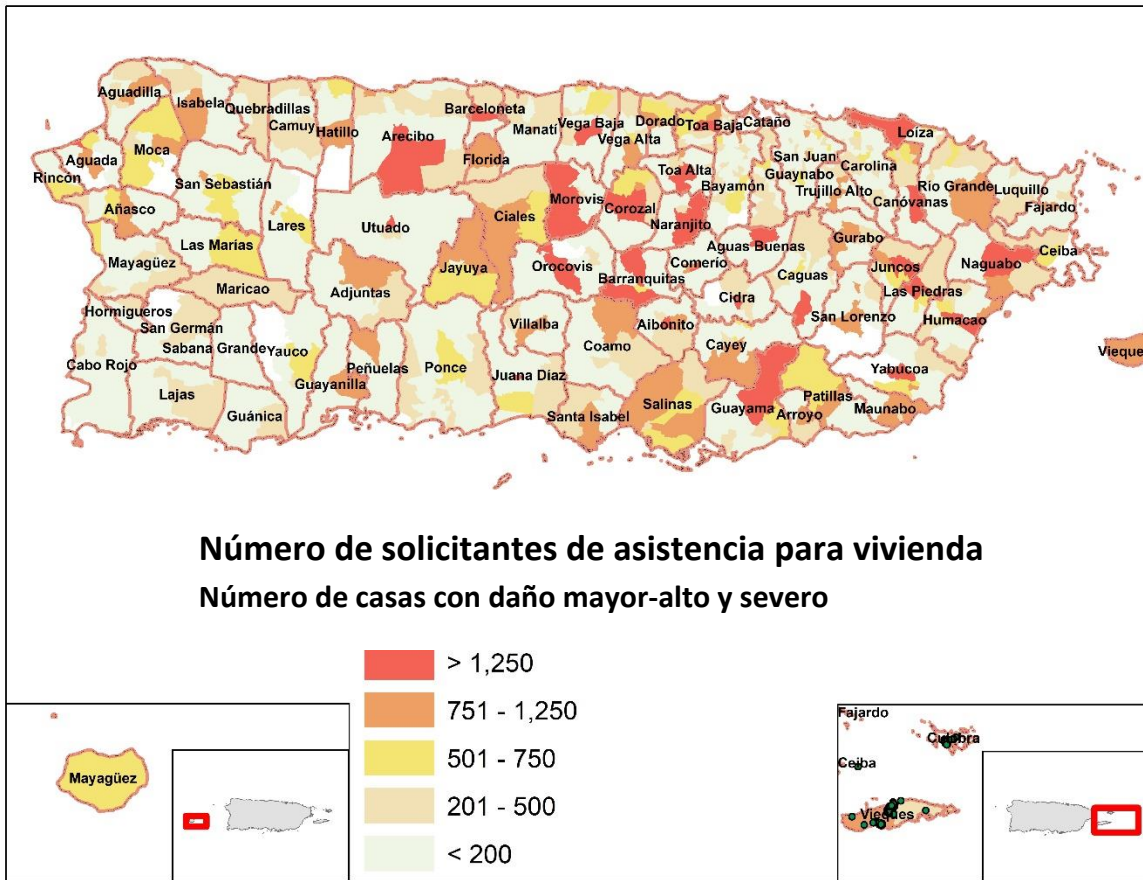 Aguadilla
Isabela
Quebradillas
Camuy
Hatillo
Arecibo
Barceloneta
Manatí
Vega Baja
Vega Alta
Dorado
Toa Baja
Cataño
Loíza
Rincón
Aguada
Moca
San Sebastián
Florida
Toa Alta
Bayamón
San Juan
Guaynabo
Trujillo Alto
Carolina
Canóvanas
Río Grande
Luquillo
Fajardo
Añasco
Lares
Utuado
Ciales
Morovis
Corozal
Naranjito
Las Marías
Mayagüez
Maricao
Adjuntas
Jayuya
Orocovis
Barranquitas
Comerío
Aguas Buenas
Caguas
Gurabo
Juncos
Naguabo
Ceiba
Las Piedras
Humacao
Hormigueros
San Germán
Sabana Grande
Yauco
Cabo Rojo
Lajas
Guánica
Guayanilla
Peñuelas
Ponce
Villalba
Juana Díaz
Coamo
Aibonito
Cidra
Cayey
San Lorenzo
Yabucoa
Santa Isabel
Salinas
Guayama
Arroyo
Patillas
Maunabo
Vieque
Número de solicitantes de asistencia para vivienda
Número de casas con daño mayor-alto y severo
> 1,250
751 - 1,250
501 - 750
201 - 500
< 200
Mayagüez
Fajardo
Culebra
Ceiba
Vieques